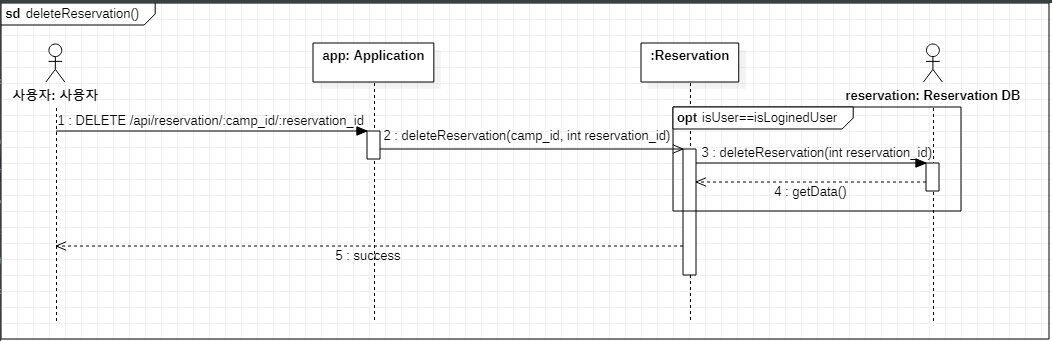 sd deleteReservation()
app: Application
:Reservation
사용자: 사용자
reservation: Reservation DB
1 : DELETE /api/reservation/:camp_id/:reservation_id
opt isUser==isLoginedUser
2 : deleteReservation(camp_id, int reservation_id)
3 : deleteReservation(int reservation_id)
4 : getData()
5 : success